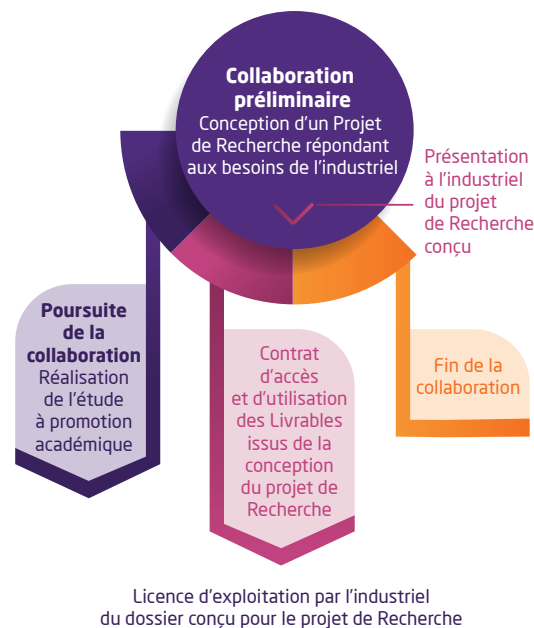 Collaboration
préliminaire
Conception d'un Projet
de Recherche répondant
aux besoins de l'industriel
Présentation
à l'industriel
du projet
de Recherche
conçu
Poursuite
de la
collaboration
Réalisation
de l'étude
à promotion
académique
Contrat
d'accès
et d'utilisation
des Livrables
issus de la
conception
du projet de
Recherche
Fin de la
collaboration
Licence d'exploitation par l'industriel
du dossier conçu pour le projet de Recherche